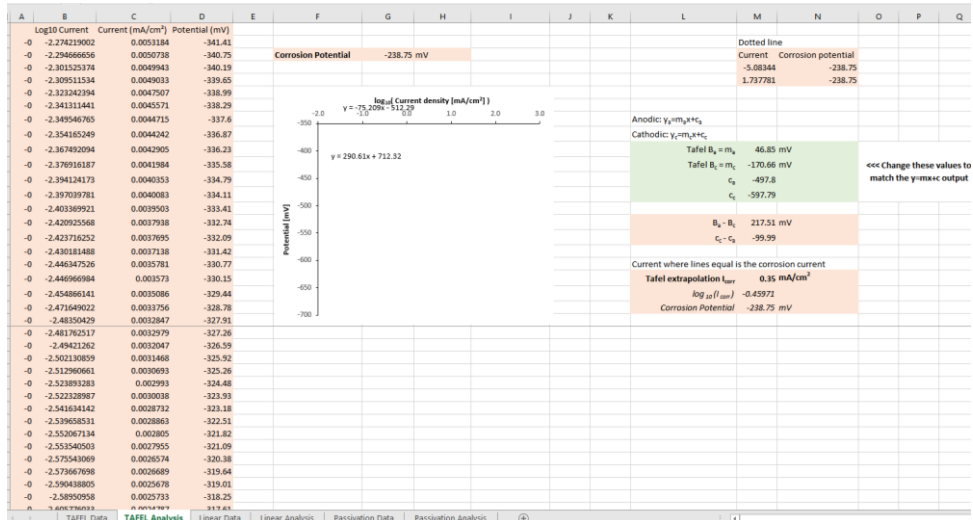 A B C D E F G H I J K L M N O P Q
Log10 Current Current (mA/cm²) Potential (mV) Dotted line
-0 -2.274219002 0.0053184 -341.41 Current Corrosion potential
-0 -2.294666656 0.0050738 -340.75 Corrosion Potential -238.75 mV -5.08344 -238.75
-0 -2.301525374 0.0049943 -340.19 1.737781 -238.75
-0 -2.309511534 0.0049033 -339.65
-0 -2.323242394 0.0047507 -338.99
-0 -2.341311441 0.0045571 -338.29
-0 -2.349546765 0.0044715 -337.6 Anodic: yₐ=mₐx+cₐ
-0 -2.354165249 0.0044242 -336.87 Cathodic: y꜀=m꜀x+c꜀
-0 -2.367492094 0.0042905 -336.23 Tafel Bₐ = mₐ 46.85 mV
-0 -2.376916187 0.0041984 -335.58 Tafel B꜀ = m꜀ -170.66 mV <<< Change these values to
-0 -2.394124173 0.0040353 -334.79 cₐ -497.8 match the y=mx+c output
-0 -2.397039781 0.0040083 -334.11 c꜀ -597.79
-0 -2.403369921 0.0039503 -333.41
-0 -2.420925568 0.0037938 -332.74
-0 -2.423716252 0.0037695 -332.09 Bₐ - B꜀ 217.51 mV
-0 -2.430181488 0.0037138 -331.42 c꜀ - cₐ -99.99
-0 -2.446347526 0.0035781 -330.77
-0 -2.446966984 0.003573 -330.15 Current where lines equal is the corrosion current
-0 -2.454866141 0.0035086 -329.44 Tafel extrapolation Icorr 0.35 mA/cm²
-0 -2.471649022 0.0033756 -328.78 log 10 (I corr) -0.45971
-0 -2.48350429 0.0032847 -327.91 Corrosion Potential -238.75 mV
-0 -2.481762517 0.0032979 -327.26
-0 -2.49421262 0.0032047 -326.59
-0 -2.502130859 0.0031468 -325.92
-0 -2.512960661 0.0030693 -325.26
-0 -2.523893283 0.002993 -324.48
-0 -2.522328987 0.0030038 -323.93
-0 -2.541634142 0.0028732 -323.18
-0 -2.539658531 0.0028863 -322.51
-0 -2.552067134 0.002805 -321.82
-0 -2.553540503 0.0027955 -321.09
-0 -2.575543069 0.0026574 -320.38
-0 -2.573667698 0.0026689 -319.64
-0 -2.590438805 0.0025678 -319.01
-0 -2.58950958 0.0025733 -318.25
log₁₀( Current density [mA/cm²] )
y = -75.209x - 512.29
-2.0 -1.0 0.0 1.0 2.0 3.0
-350
y = 290.61x + 712.32
-400
-450
-500
-550
-600
-650
-700
Potential [mV]
TAFEL Data TAFEL Analysis Linear Data Linear Analysis Passivation Data Passivation Analysis